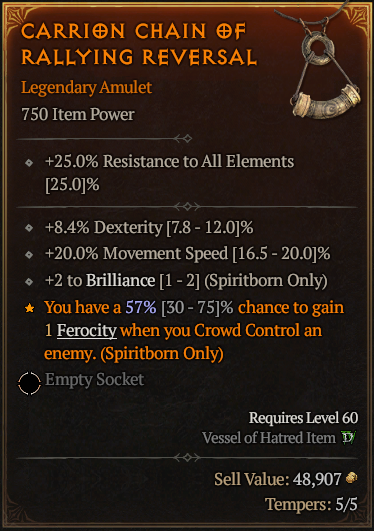 CARRION CHAIN OF
RALLYING REVERSAL
Legendary Amulet
750 Item Power
+25.0% Resistance to All Elements
[25.0]%
+8.4% Dexterity [7.8 - 12.0]%
+20.0% Movement Speed [16.5 - 20.0]%
+2 to Brilliance [1 - 2] (Spiritborn Only)
You have a 57% [30 - 75]% chance to gain
1 Ferocity when you Crowd Control an
enemy. (Spiritborn Only)
Empty Socket
Requires Level 60
Vessel of Hatred Item
Sell Value: 48,907
Tempers: 5/5